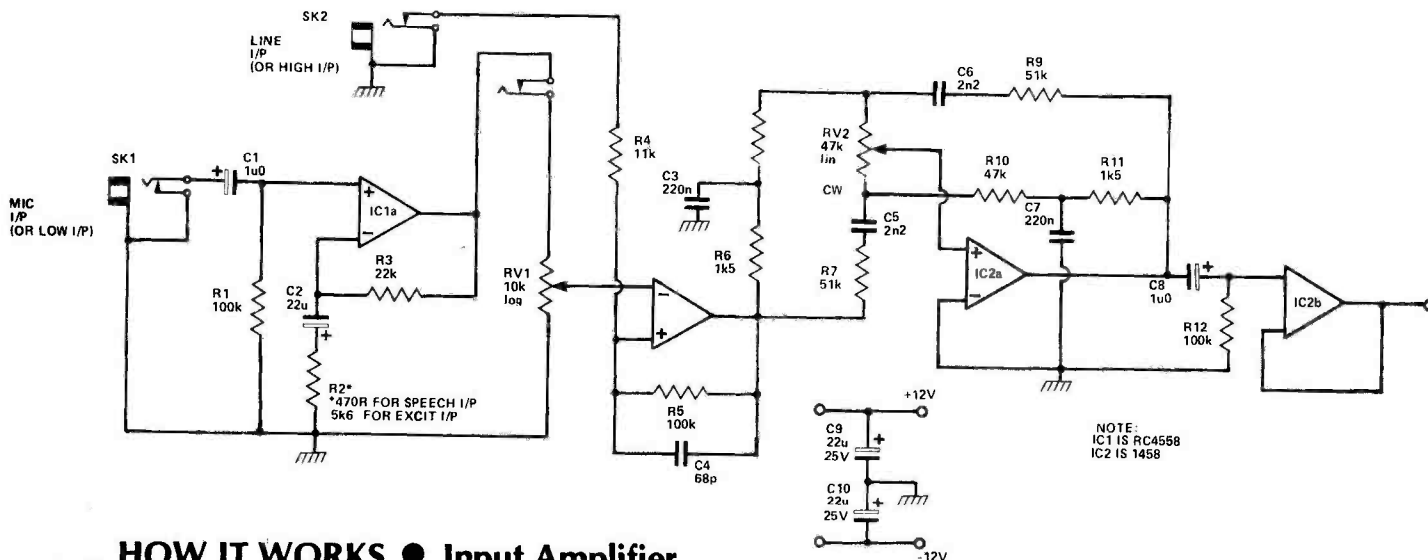 SK2
LINE
I/P
(OR HIGH I/P)
SK1
MIC
I/P
(OR LOW I/P)
C1
1u0
R1
100k
IC1a
+
−
R3
22k
C2
22u
+
R2*
*470R FOR SPEECH I/P
5k6 FOR EXCIT I/P
RV1
10k
log
R4
11k
−
+
R5
100k
C4
68p
C3
220n
R6
1k5
RV2
47k
lin
CW
C5
2n2
R7
51k
C6
2n2
R9
51k
R10
47k
R11
1k5
C7
220n
+
−
IC2a
C8
1u0
+
R12
100k
IC2b
+12V
C9
22u
25V
+
C10
22u
25V
+
-12V
NOTE:
IC1 IS RC4558
IC2 IS 1458
HOW IT WORKS ● Input Amplifier